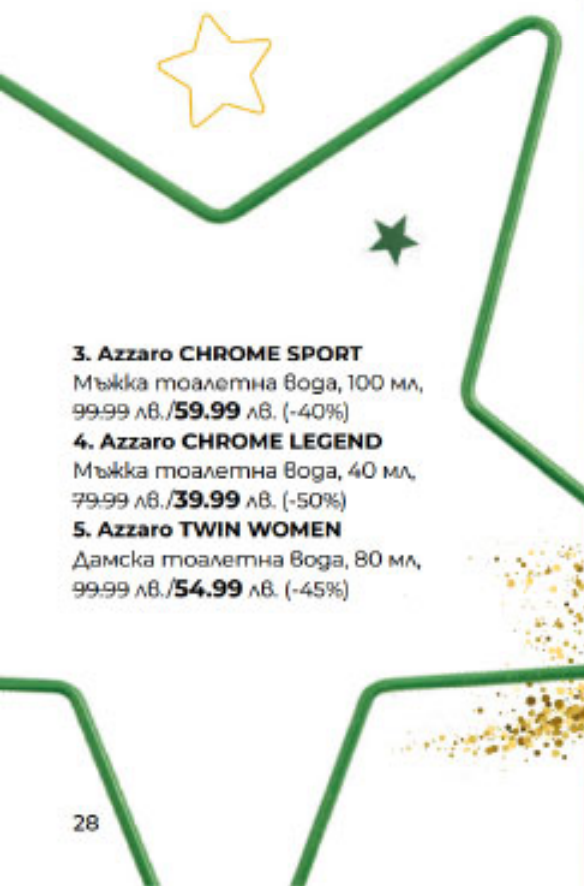 3. Azzaro CHROME SPORT
Мъжка тоалетна вода, 100 мл,
99.99 лв./59.99 лв. (-40%)
4. Azzaro CHROME LEGEND
Мъжка тоалетна вода, 40 мл,
79.99 лв./39.99 лв. (-50%)
5. Azzaro TWIN WOMEN
Дамска тоалетна вода, 80 мл,
99.99 лв./54.99 лв. (-45%)
28